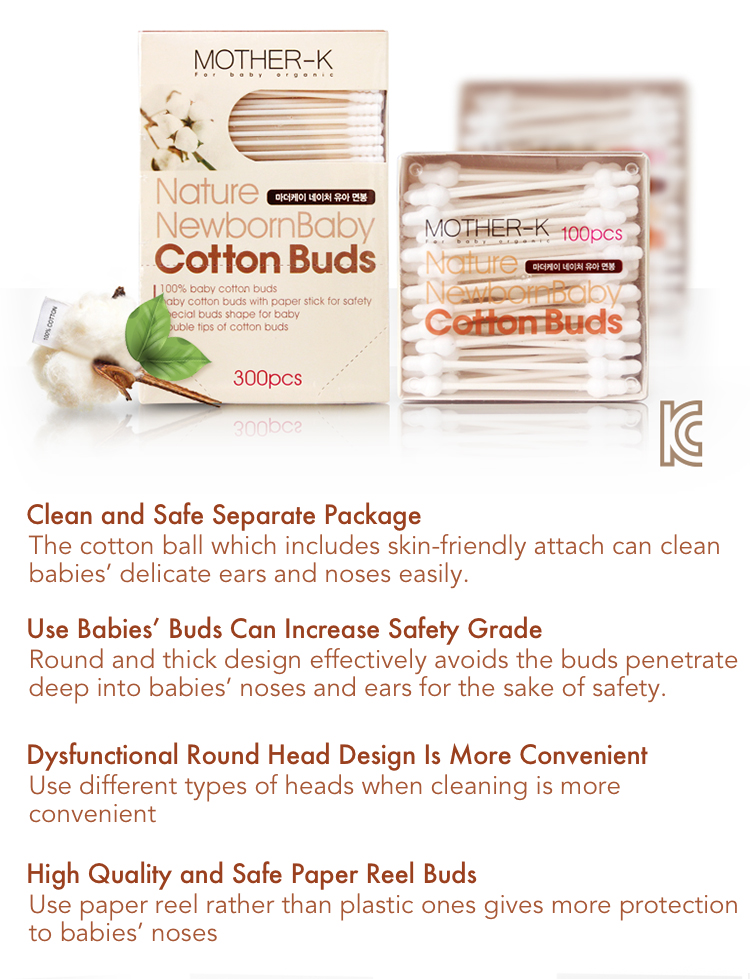 MOTHER-K
For baby organic
Nature 마더케이 네이처 유아 면봉
NewbornBaby
Cotton Buds
100% baby cotton buds
aby cotton buds with paper stick for safety
ecial buds shape for baby
uble tips of cotton buds
300pcs
100% COTTON
MOTHER-K
For baby organic
100pcs
Nature 마더케이 네이처 유아 면봉
NewbornBaby
Cotton Buds
KC
Clean and Safe Separate Package
The cotton ball which includes skin-friendly attach can clean
babies’ delicate ears and noses easily.
Use Babies’ Buds Can Increase Safety Grade
Round and thick design effectively avoids the buds penetrate
deep into babies’ noses and ears for the sake of safety.
Dysfunctional Round Head Design Is More Convenient
Use different types of heads when cleaning is more
convenient
High Quality and Safe Paper Reel Buds
Use paper reel rather than plastic ones gives more protection
to babies’ noses